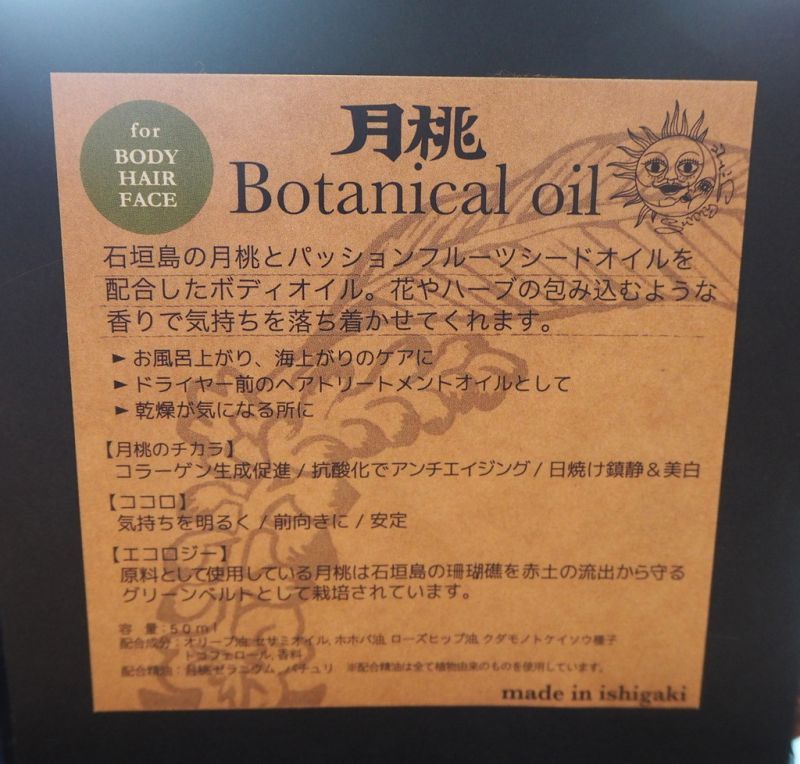 for
BODY
HAIR
FACE
月桃
Botanical oil
石垣島の月桃とパッションフルーツシードオイルを
配合したボディオイル。花やハーブの包み込むような
香りで気持ちを落ち着かせてくれます。
► お風呂上がり、海上がりのケアに
► ドライヤー前のヘアトリートメントオイルとして
► 乾燥が気になる所に
【月桃のチカラ】
コラーゲン生成促進 / 抗酸化でアンチエイジング / 日焼け鎮静＆美白
【ココロ】
気持ちを明るく / 前向きに / 安定
【エコロジー】
原料として使用している月桃は石垣島の珊瑚礁を赤土の流出から守る
グリーンベルトとして栽培されています。
容 量：50ml
配合成分：オリーブ油, セサミオイル, ホホバ油, ローズヒップ油, クダモノトケイソウ種子
トコフェロール, 香料
配合精油：月桃,ゼラニウム, パチュリ ※配合精油は全て植物由来のものを使用しています。
made in ishigaki